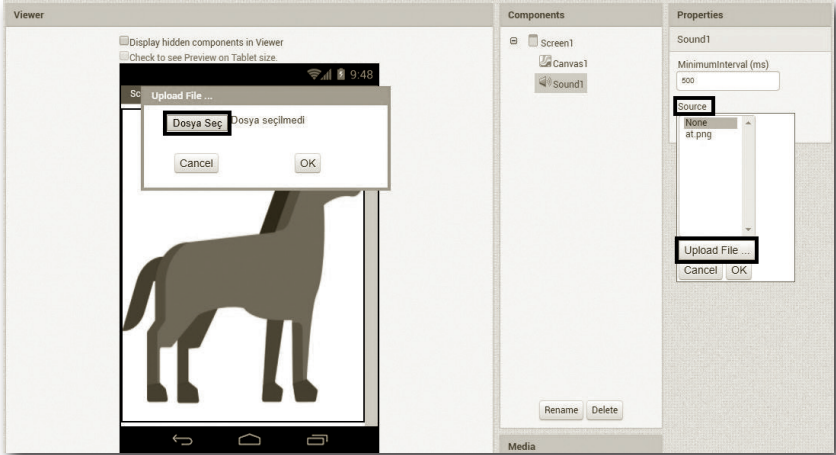 Viewer
Display hidden components in Viewer
Check to see Preview on Tablet size.
9:48
Sc
Upload File ...
Dosya Seç Dosya seçilmedi
Cancel OK
Components
Screen1
Canvas1
Sound1
Rename Delete
Media
Properties
Sound1
MinimumInterval (ms)
500
Source
None
at.png
Upload File ...
Cancel OK